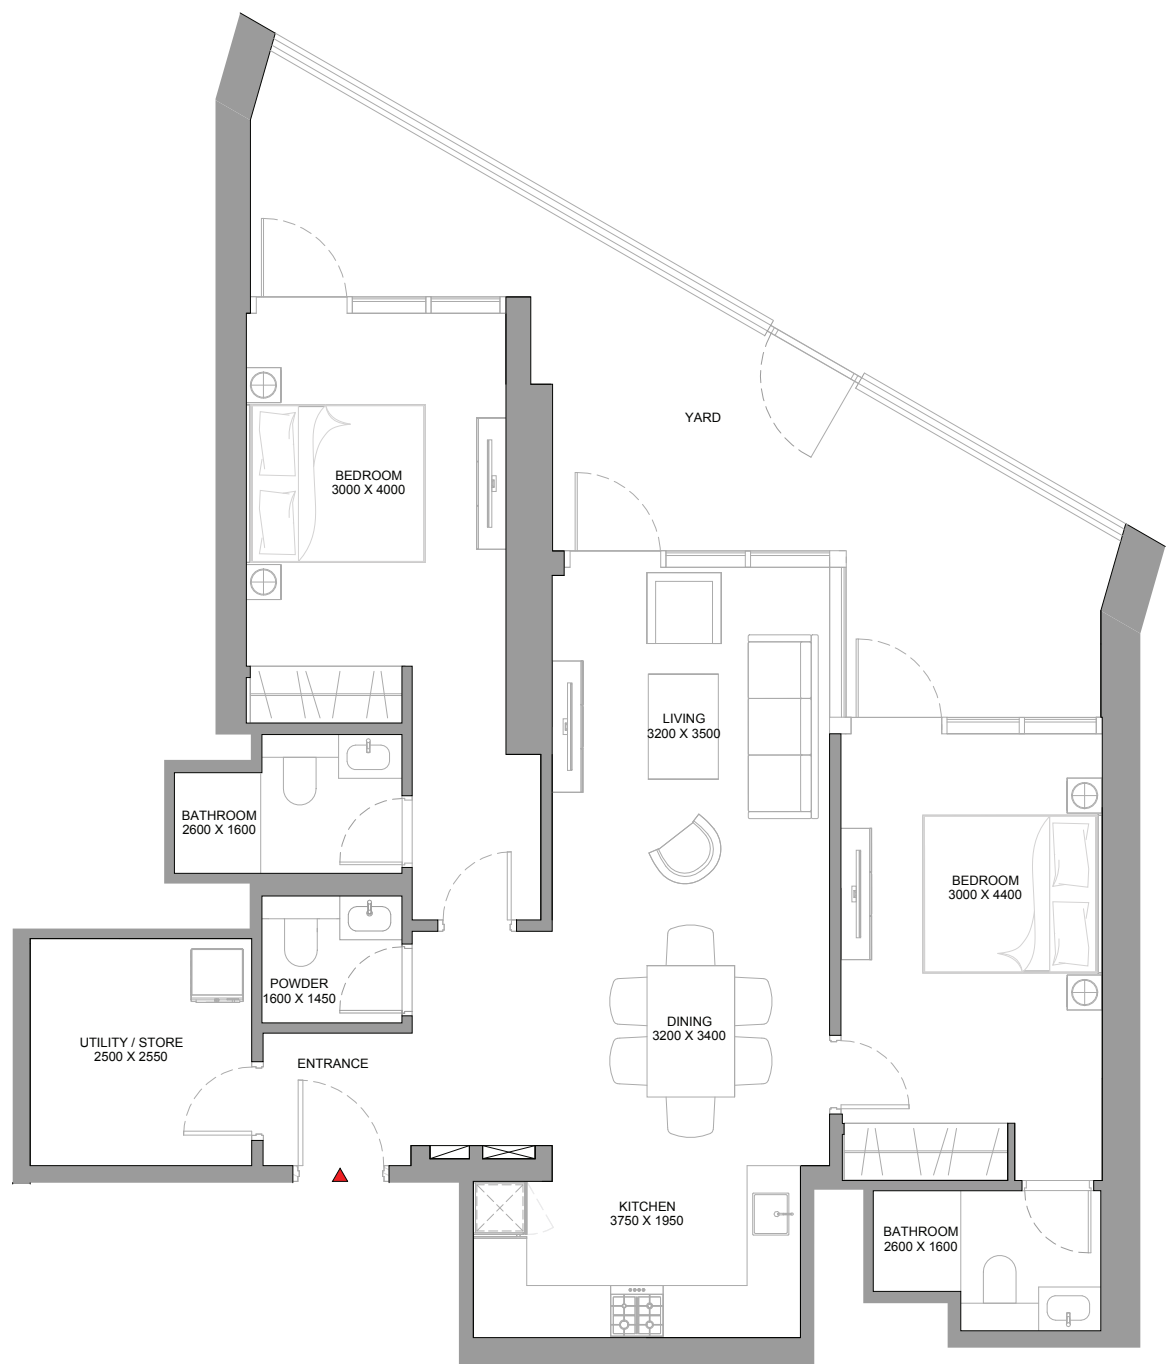 YARD
BEDROOM
3000 X 4000
LIVING
3200 X 3500
BATHROOM
2600 X 1600
BEDROOM
3000 X 4400
POWDER
1600 X 1450
DINING
3200 X 3400
UTILITY / STORE
2500 X 2550
ENTRANCE
KITCHEN
3750 X 1950
BATHROOM
2600 X 1600